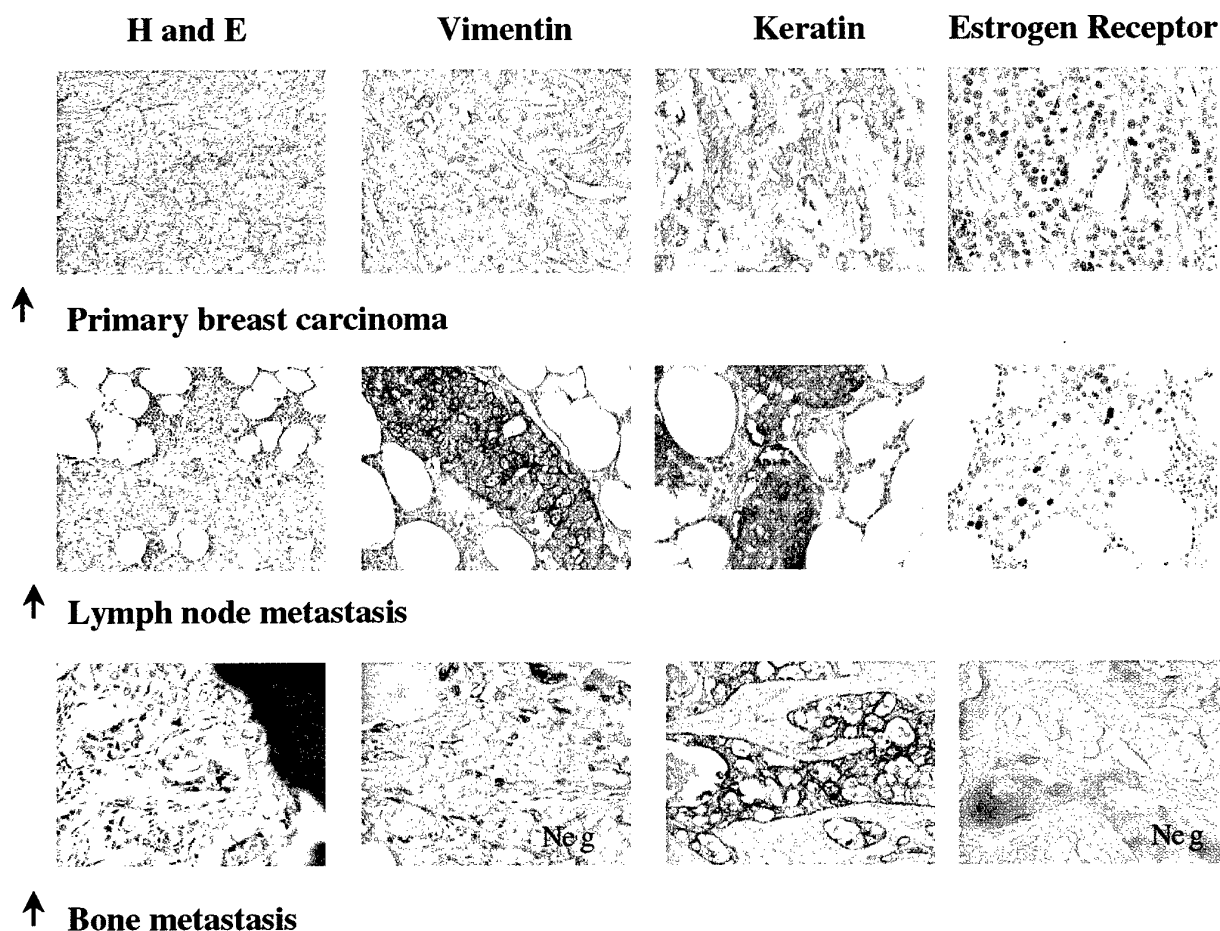 H and E Vimentin Keratin Estrogen Receptor
Primary breast carcinoma
Lymph node metastasis
Neg Neg
Bone metastasis